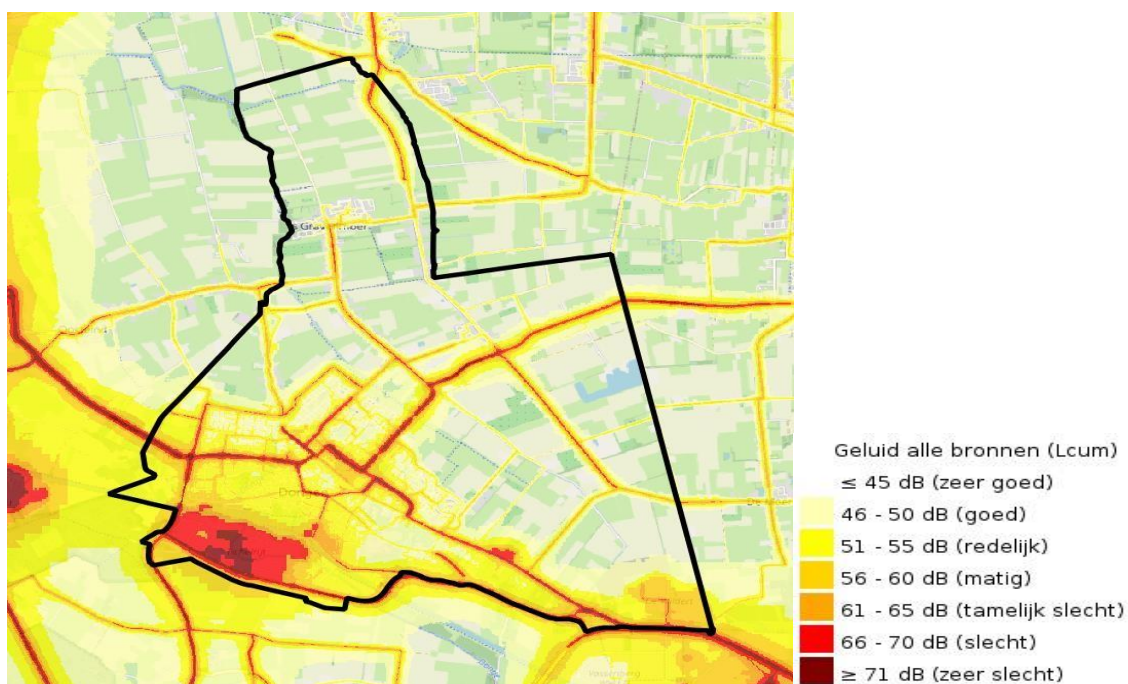 Geluid alle bronnen (Lcum)
≤ 45 dB (zeer goed)
46 - 50 dB (goed)
51 - 55 dB (redelijk)
56 - 60 dB (matig)
61 - 65 dB (tamelijk slecht)
66 - 70 dB (slecht)
≥ 71 dB (zeer slecht)